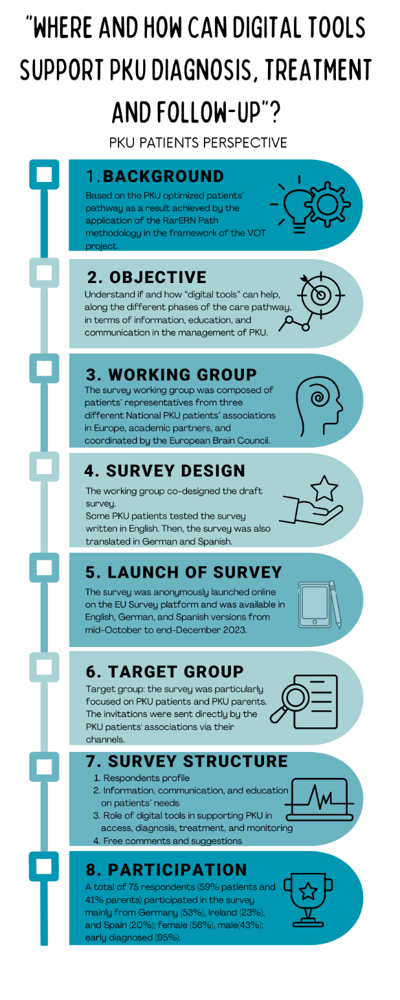 "WHERE AND HOW CAN DIGITAL TOOLS
SUPPORT PKU DIAGNOSIS, TREATMENT
AND FOLLOW-UP"?
PKU PATIENTS PERSPECTIVE
1. BACKGROUND
Based on the PKU optimized patients'
pathway as a result achieved by the
application of the RarERN Path
methodology in the framework of the VOT
project.
2. OBJECTIVE
Understand if and how “digital tools” can help,
along the different phases of the care pathway,
in terms of information, education, and
communication in the management of PKU.
3. WORKING GROUP
The survey working group was composed of
patients’ representatives from three
different National PKU patients’ associations
in Europe, academic partners, and
coordinated by the European Brain Council.
4. SURVEY DESIGN
The working group co-designed the draft
survey.
Some PKU patients tested the survey
written in English. Then, the survey was also
translated in German and Spanish.
5. LAUNCH OF SURVEY
The survey was anonymously launched online
on the EU Survey platform and was available in
English, German, and Spanish versions from
mid-October to end-December 2023.
6. TARGET GROUP
Target group: the survey was particularly
focused on PKU patients and PKU parents.
The invitations were sent directly by the
PKU patients' associations via their
channels.
7. SURVEY STRUCTURE
1. Respondents profile
2. Information, communication, and education
on patients’ needs
3. Role of digital tools in supporting PKU in
access, diagnosis, treatment, and monitoring
4. Free comments and suggestions
8. PARTICIPATION
A total of 75 respondents (59% patients and
41% parents) participated in the survey
mainly from Germany (53%), Ireland (23%),
and Spain (20%); female (56%), male(43%);
early diagnosed (95%).